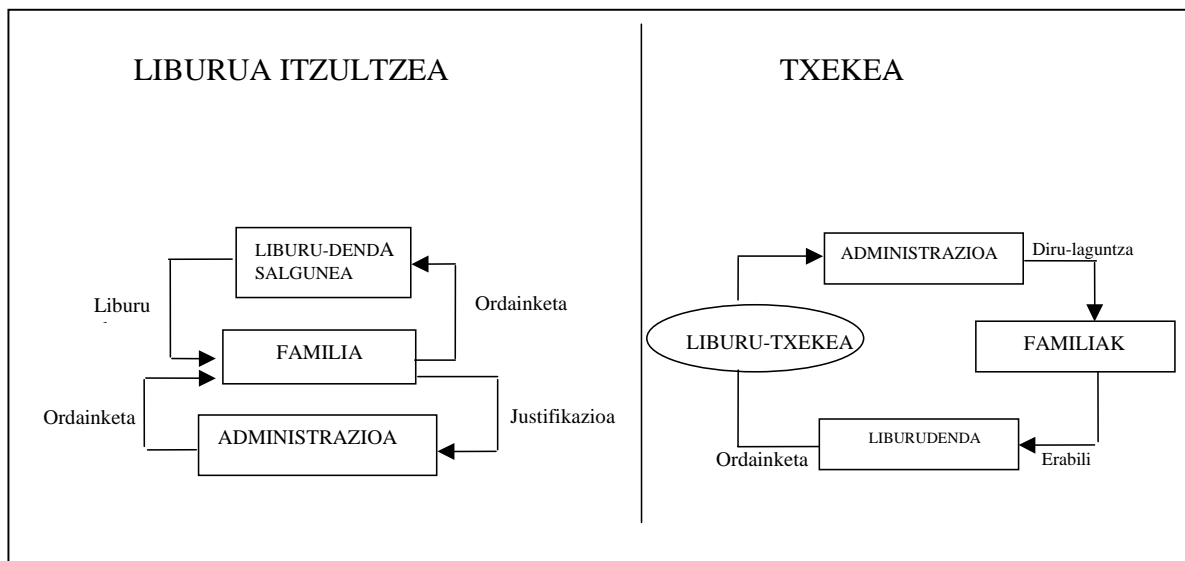 LIBURUA ITZULTZEA
LIBURU-DENDA
SALGUNEA
Liburu
Ordainketa
FAMILIA
Ordainketa
Justifikazioa
ADMINISTRAZIOA
TXEKEA
ADMINISTRAZIOA
Diru-laguntza
LIBURU-TXEKEA
FAMILIAK
LIBURUDENDA
Ordainketa
Erabili